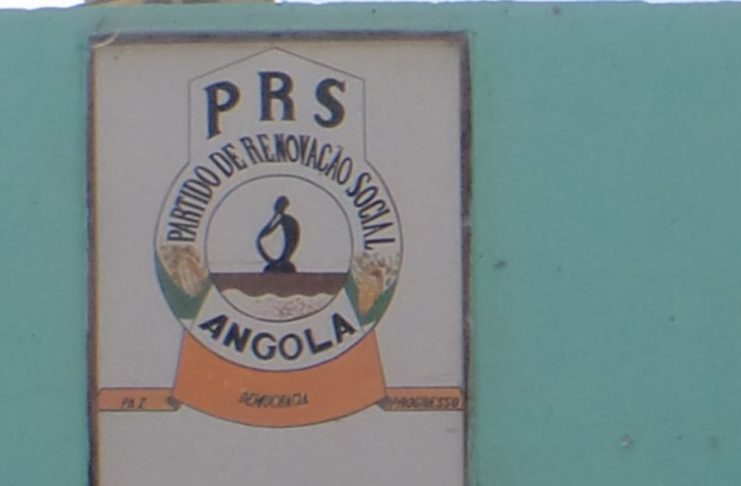 PRS
PARTIDO DE RENOVAÇÃO SOCIAL
ANGOLA
PAZ DEMOCRACIA PROGRESSO